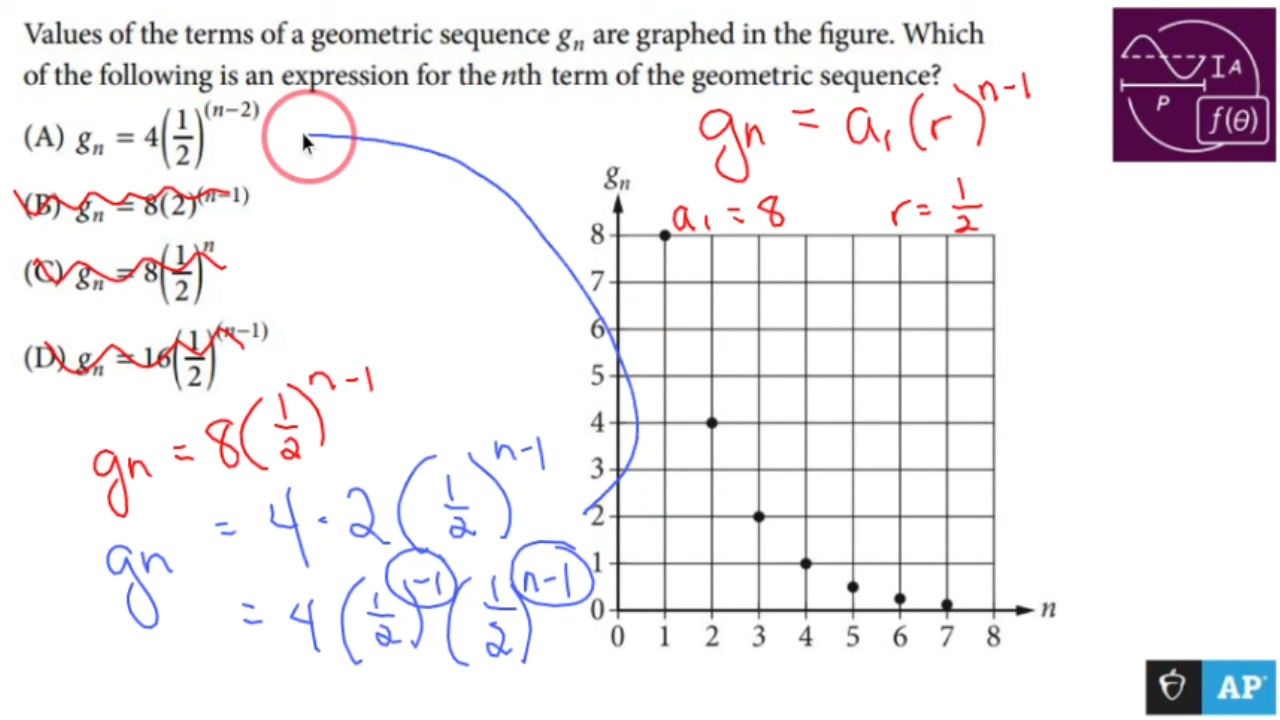 Values of the terms of a geometric sequence gₙ are graphed in the figure. Which
of the following is an expression for the nth term of the geometric sequence?
(A) gₙ = 4(1/2)^(n−2)
(B) gₙ = 8(2)^(n−1)
(C) gₙ = 8(1/2)^n
(D) gₙ = 16(1/2)^(n−1)
gn = a₁(r)^n−1
a₁ = 8
r = 1/2
gn = 8(1/2)^n−1
gn = 4 · 2(1/2)^n−1
= 4(1/2)^−1(1/2)^n−1
gₙ
8
7
6
5
4
3
2
1
0
0 1 2 3 4 5 6 7 8 n
A
P
f(θ)
AP